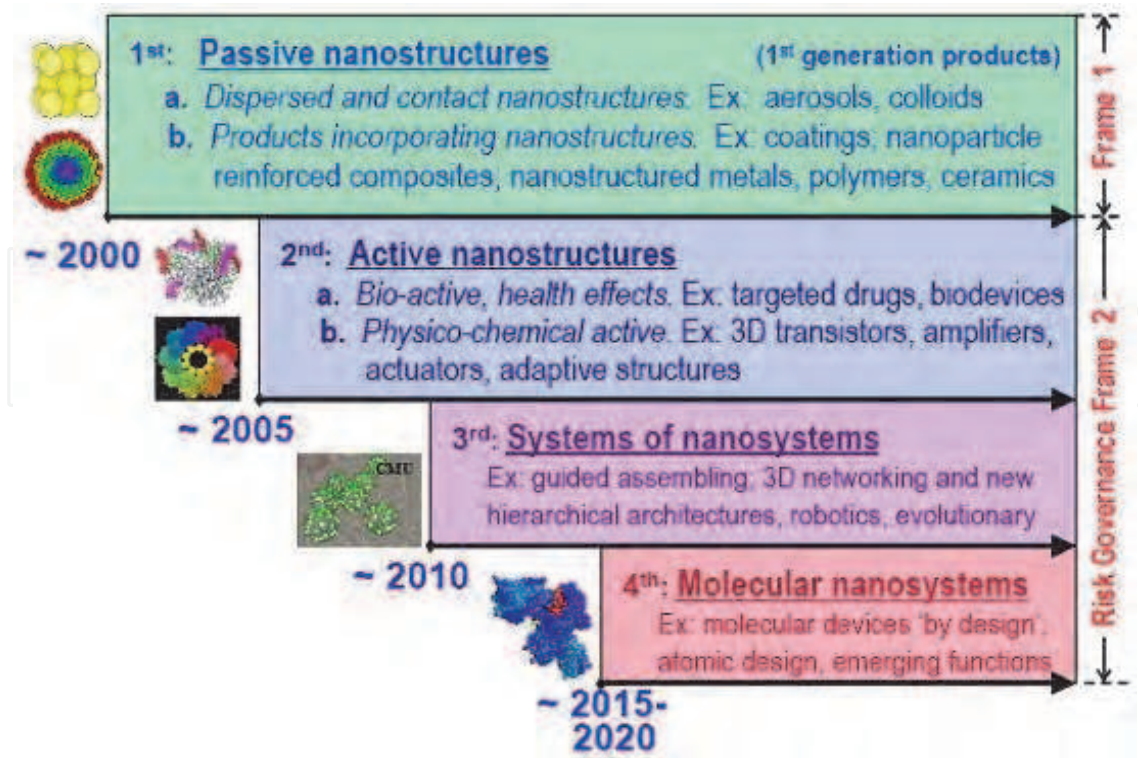 1st: Passive nanostructures (1st generation products)
a. Dispersed and contact nanostructures. Ex: aerosols, colloids
b. Products incorporating nanostructures. Ex: coatings; nanoparticle
reinforced composites, nanostructured metals, polymers, ceramics
~ 2000
2nd: Active nanostructures
a. Bio-active, health effects. Ex: targeted drugs, biodevices
b. Physico-chemical active. Ex: 3D transistors, amplifiers,
actuators, adaptive structures
~ 2005
CMU
3rd: Systems of nanosystems
Ex: guided assembling; 3D networking and new
hierarchical architectures, robotics, evolutionary
~ 2010
4th: Molecular nanosystems
Ex: molecular devices 'by design',
atomic design, emerging functions
~ 2015-
2020
Frame 1
Risk Governance Frame 2